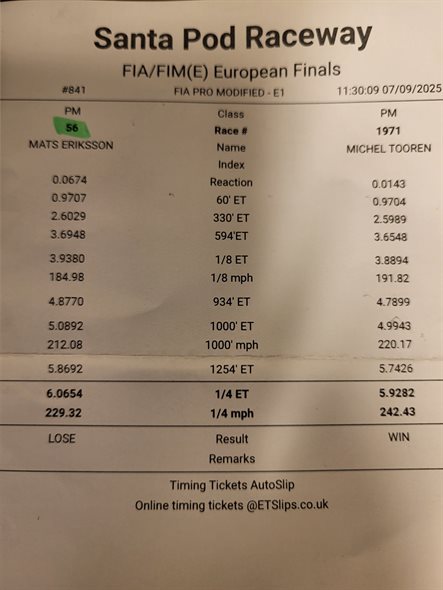 Santa Pod Raceway
FIA/FIM(E) European Finals
#841 FIA PRO MODIFIED - E1 11:30:09 07/09/2025
PM Class PM
56 Race # 1971
MATS ERIKSSON Name MICHEL TOOREN
Index
0.0674 Reaction 0.0143
0.9707 60' ET 0.9704
2.6029 330' ET 2.5989
3.6948 594'ET 3.6548
3.9380 1/8 ET 3.8894
184.98 1/8 mph 191.82
4.8770 934' ET 4.7899
5.0892 1000' ET 4.9943
212.08 1000' mph 220.17
5.8692 1254' ET 5.7426
6.0654 1/4 ET 5.9282
229.32 1/4 mph 242.43
LOSE Result WIN
Remarks
Timing Tickets AutoSlip
Online timing tickets @ETSlips.co.uk